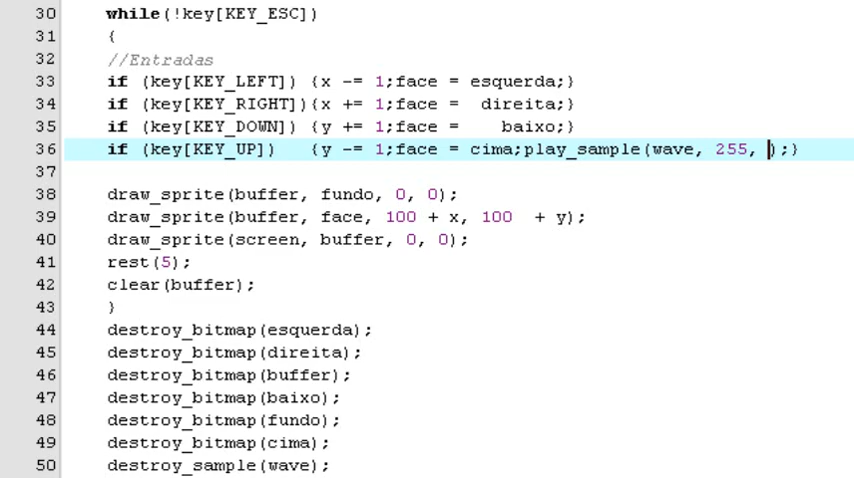 30 while(!key[KEY_ESC])
31 {
32 //Entradas
33 if (key[KEY_LEFT]) {x -= 1;face = esquerda;}
34 if (key[KEY_RIGHT]){x += 1;face =  direita;}
35 if (key[KEY_DOWN]) {y += 1;face =    baixo;}
36 if (key[KEY_UP])   {y -= 1;face = cima;play_sample(wave, 255, );}
37
38 draw_sprite(buffer, fundo, 0, 0);
39 draw_sprite(buffer, face, 100 + x, 100  + y);
40 draw_sprite(screen, buffer, 0, 0);
41 rest(5);
42 clear(buffer);
43 }
44 destroy_bitmap(esquerda);
45 destroy_bitmap(direita);
46 destroy_bitmap(buffer);
47 destroy_bitmap(baixo);
48 destroy_bitmap(fundo);
49 destroy_bitmap(cima);
50 destroy_sample(wave);